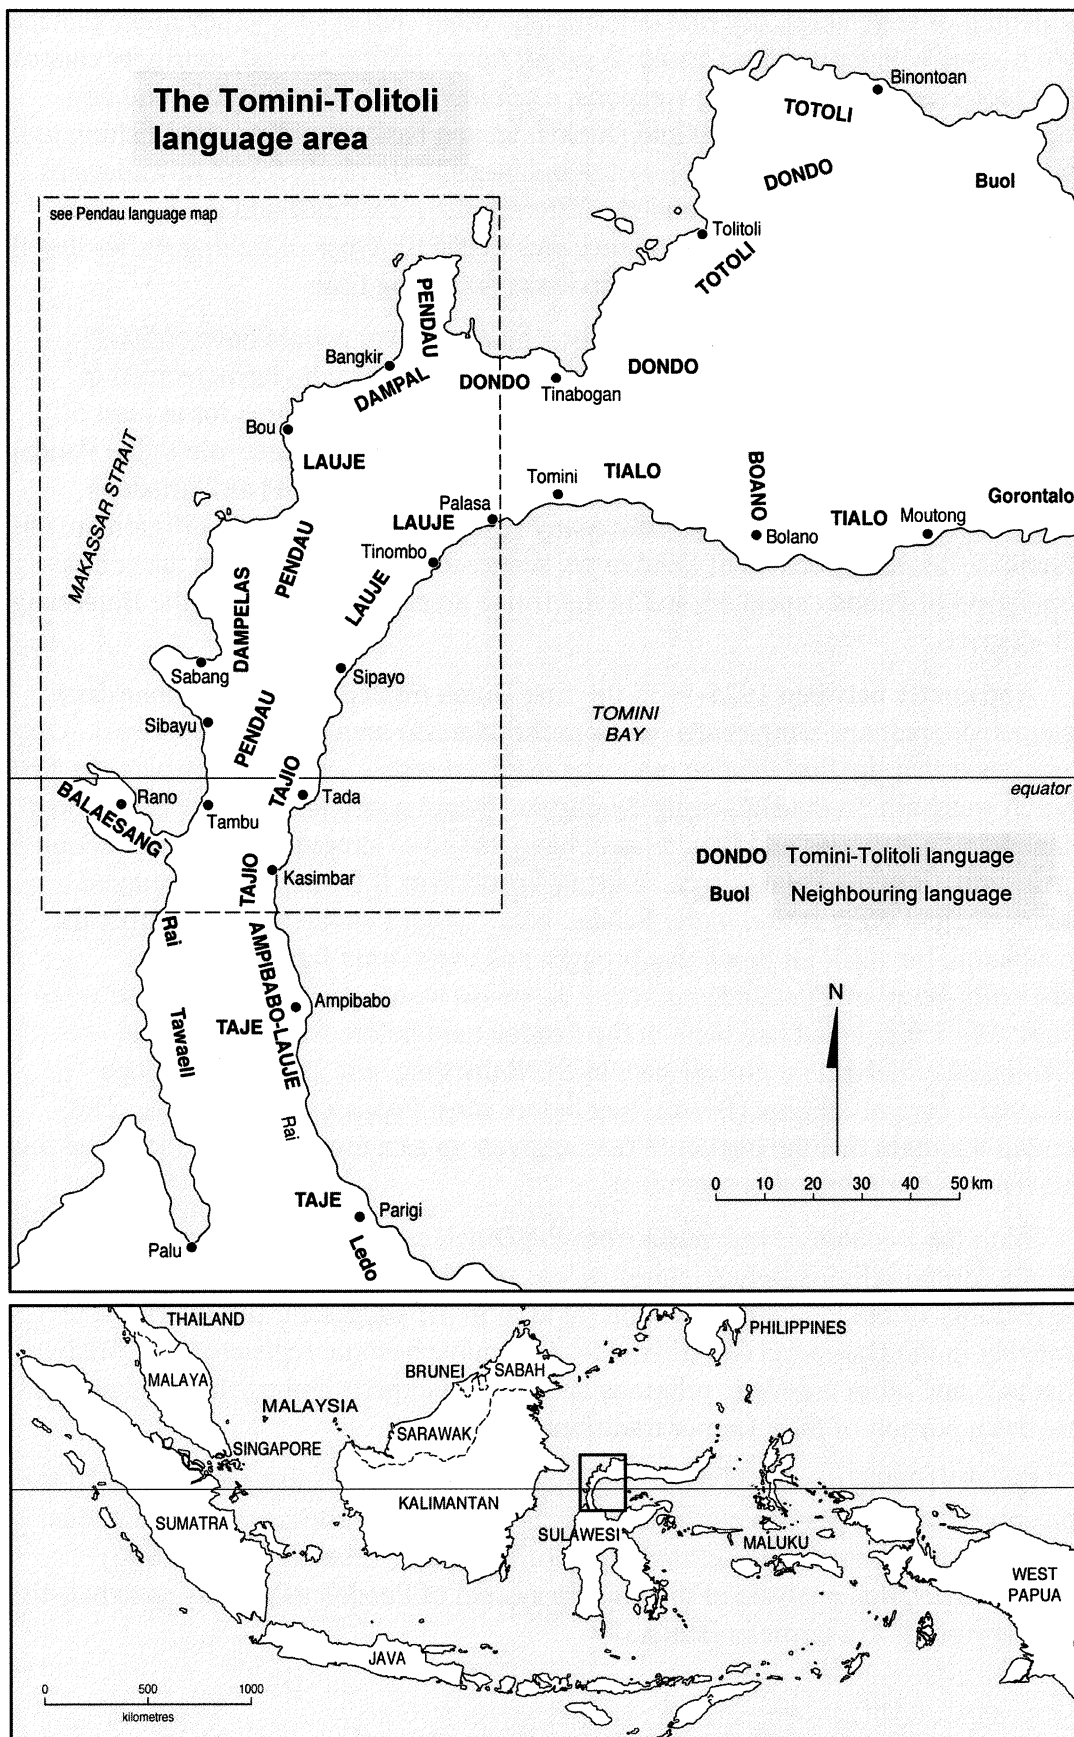 The Tomini-Tolitoli
language area
see Pendau language map
Binontoan
TOTOLI
DONDO
Buol
Tolitoli
TOTOLI
PENDAU
Bangkir
DAMPAL
DONDO
Tinabogan
DONDO
Bou
LAUJE
MAKASSAR STRAIT
Tomini
TIALO
BOANO
Palasa
LAUJE
Bolano
TIALO
Moutong
Gorontalo
PENDAU
Tinombo
LAUJE
DAMPELAS
Sabang
Sipayo
Sibayu
PENDAU
TOMINI
BAY
TAJIO
equator
BALAESANG
Rano
Tambu
Tada
DONDO Tomini-Tolitoli language
Buol Neighbouring language
TAJIO
Kasimbar
Rai
AMPIBABO-LAUJE
Ampibabo
TAJE
Tawaeli
N
Rai
0 10 20 30 40 50 km
TAJE
Parigi
Ledo
Palu
THAILAND
PHILIPPINES
MALAYA
BRUNEI
SABAH
MALAYSIA
SARAWAK
SINGAPORE
KALIMANTAN
SUMATRA
SULAWESI
MALUKU
WEST
PAPUA
JAVA
0 500 1000
kilometres